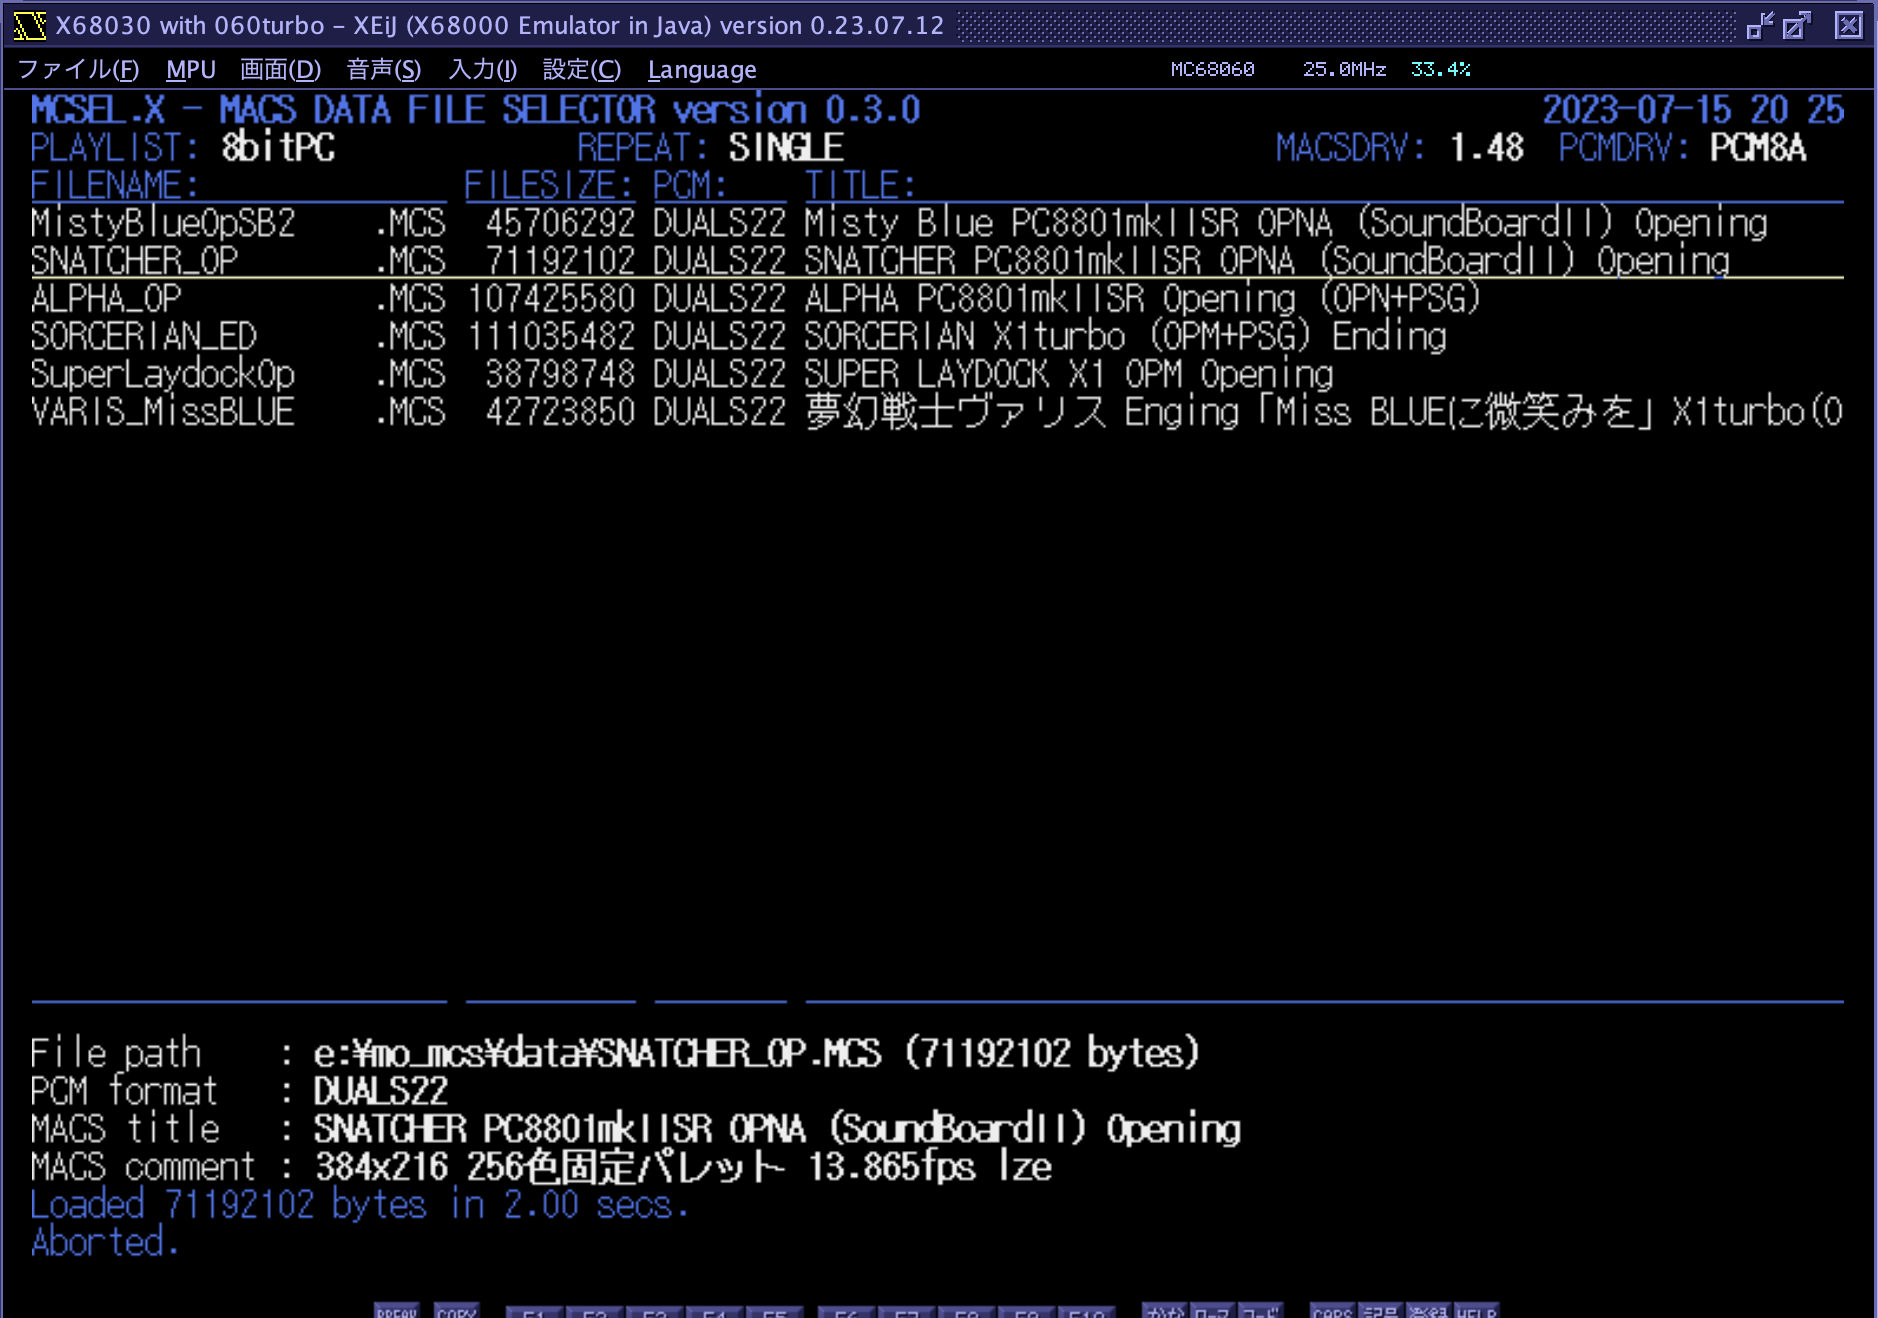 X68030 with 060turbo - XEiJ (X68000 Emulator in Java) version 0.23.07.12
ファイル(F) MPU 画面(D) 音声(S) 入力(I) 設定(C) Language MC68060 25.0MHz 33.4%
MCSEL.X - MACS DATA FILE SELECTOR version 0.3.0 2023-07-15 20 25
PLAYLIST: 8bitPC REPEAT: SINGLE MACSDRV: 1.48 PCMDRV: PCM8A
FILENAME: FILESIZE: PCM: TITLE:
MistyBlueOpSB2 .MCS 45706292 DUALS22 Misty Blue PC8801mkIISR OPNA (SoundBoardII) Opening
SNATCHER_OP .MCS 71192102 DUALS22 SNATCHER PC8801mkIISR OPNA (SoundBoardII) Opening
ALPHA_OP .MCS 107425580 DUALS22 ALPHA PC8801mkIISR Opening (OPN+PSG)
SORCERIAN_ED .MCS 111035482 DUALS22 SORCERIAN X1turbo (OPM+PSG) Ending
SuperLaydockOp .MCS 38798748 DUALS22 SUPER LAYDOCK X1 OPM Opening
VARIS_MissBLUE .MCS 42723850 DUALS22 夢幻戦士ヴァリス Enging「Miss BLUEに微笑みを」X1turbo(O
File path : e:¥mo_mcs¥data¥SNATCHER_OP.MCS (71192102 bytes)
PCM format : DUALS22
MACS title : SNATCHER PC8801mkIISR OPNA (SoundBoardII) Opening
MACS comment : 384x216 256色固定パレット 13.865fps lze
Loaded 71192102 bytes in 2.00 secs.
Aborted.
BREAK COPY F1 F2 F3 F4 F5 F6 F7 F8 F9 F10 かな ローマ コード CAPS 記号 登録 HELP